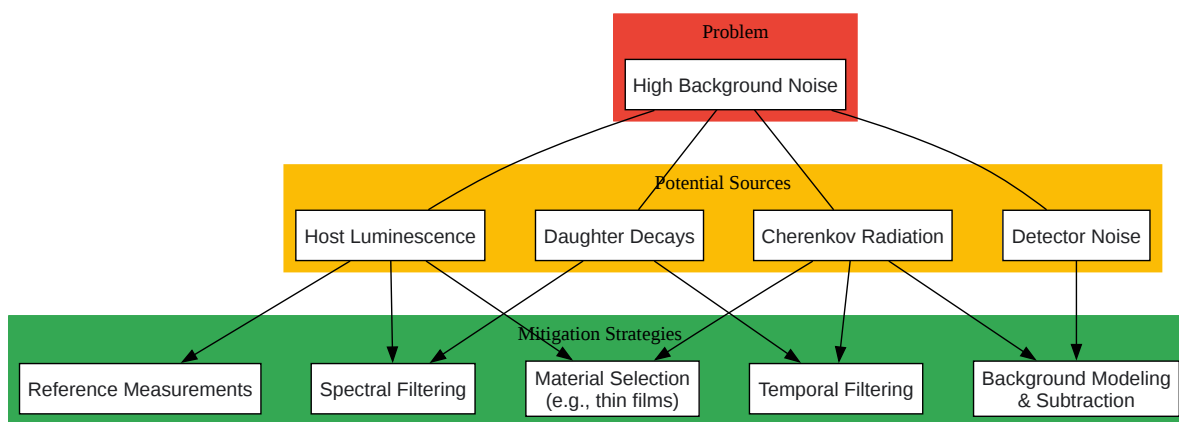 Problem
High Background Noise
Potential Sources
Host Luminescence
Daughter Decays
Cherenkov Radiation
Detector Noise
Mitigation Strategies
Reference Measurements
Spectral Filtering
Material Selection
(e.g., thin films)
Temporal Filtering
Background Modeling
& Subtraction